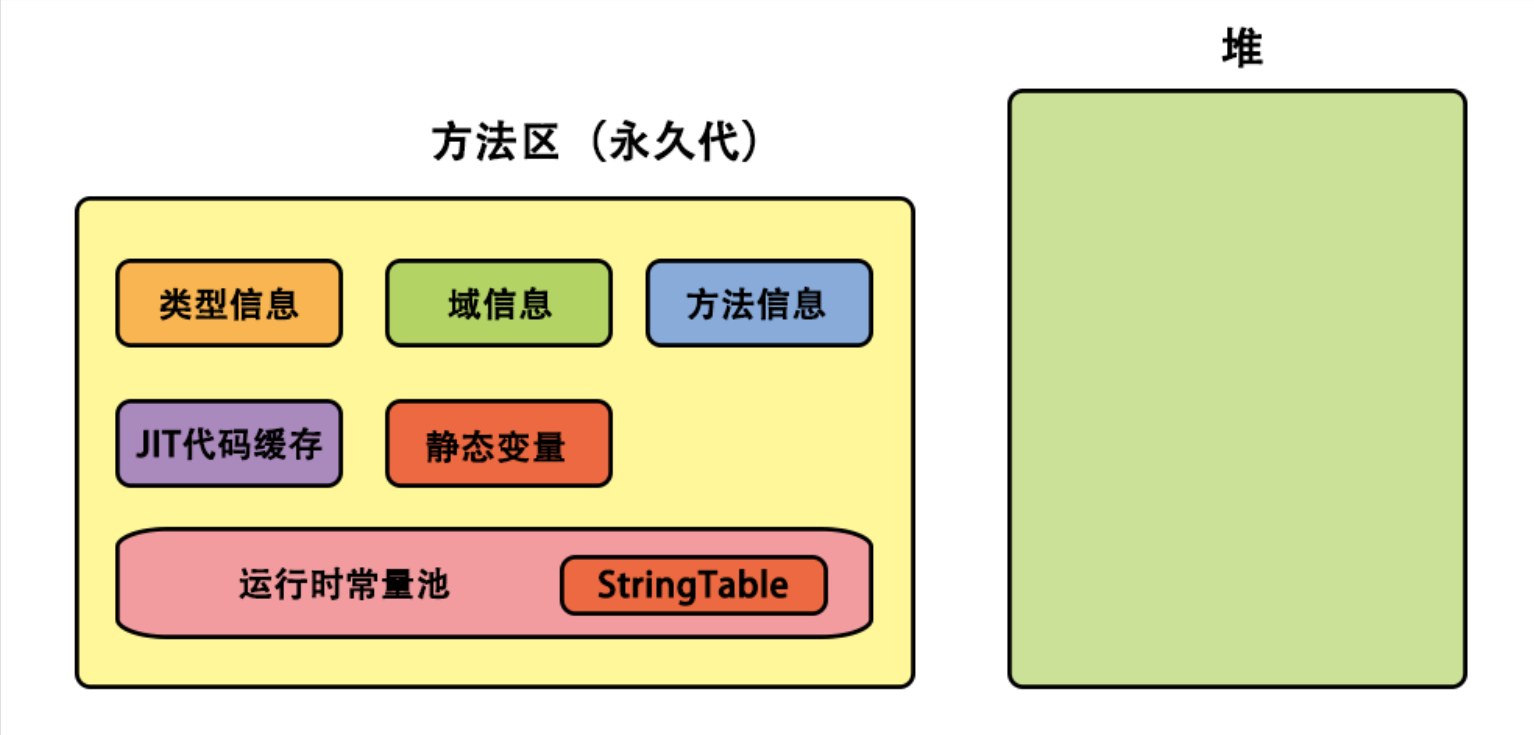 堆
方法区（永久代）
类型信息
域信息
方法信息
JIT代码缓存
静态变量
运行时常量池
StringTable